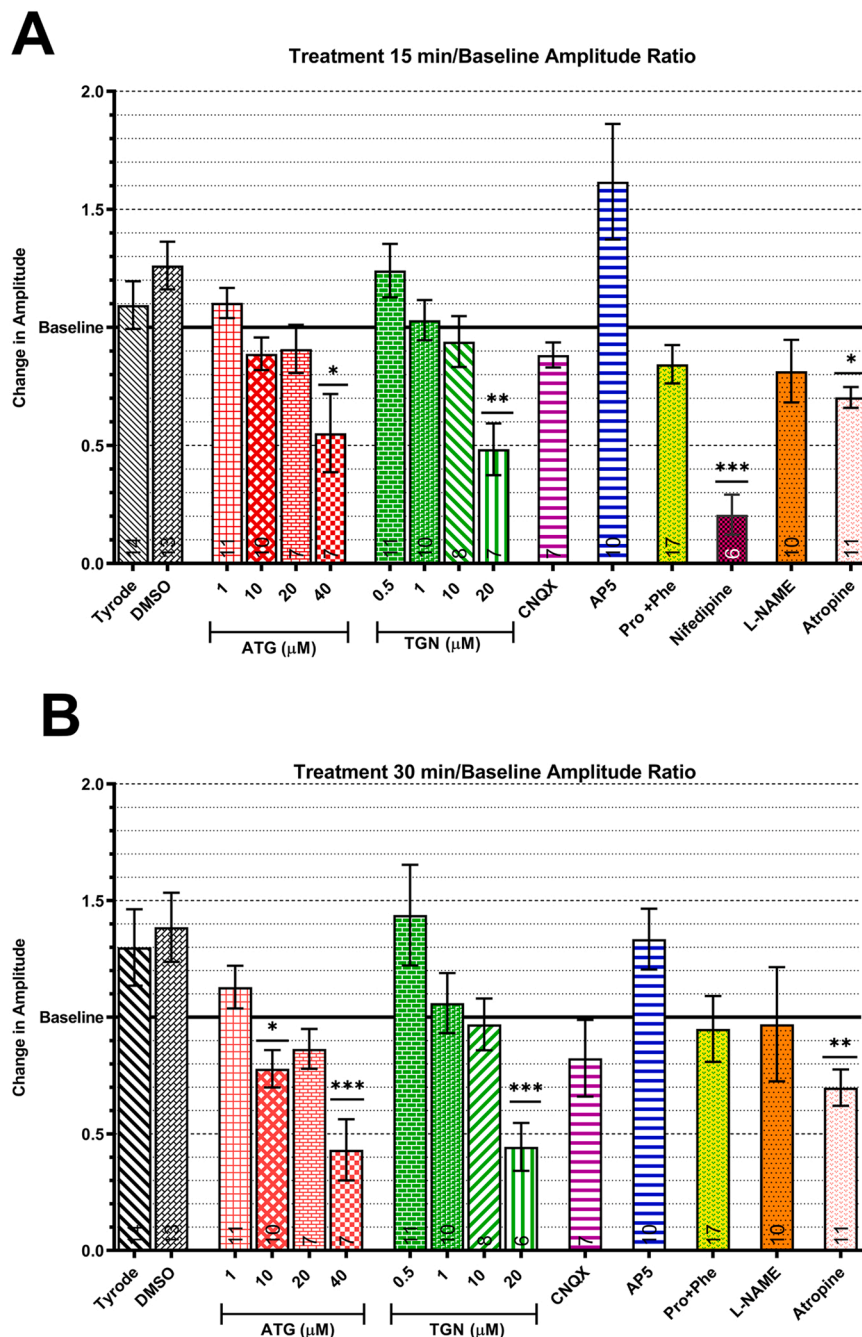 A
Treatment 15 min/Baseline Amplitude Ratio
2.0
1.5
Baseline
0.5
0.0
Change in Amplitude
* ** *** *
14 13 11 10 7 7 11 10 8 7 7 10 17 6 10 11
Tyrode DMSO 1 10 20 40 0.5 1 10 20 CNQX AP5 Pro +Phe Nifedipine L-NAME Atropine
ATG (μM) TGN (μM)
B
Treatment 30 min/Baseline Amplitude Ratio
2.0
1.5
Baseline
0.5
0.0
Change in Amplitude
* *** *** **
14 13 11 10 7 7 11 10 8 6 7 10 17 10 11
Tyrode DMSO 1 10 20 40 0.5 1 10 20 CNQX AP5 Pro+Phe L-NAME Atropine
ATG (μM) TGN (μM)